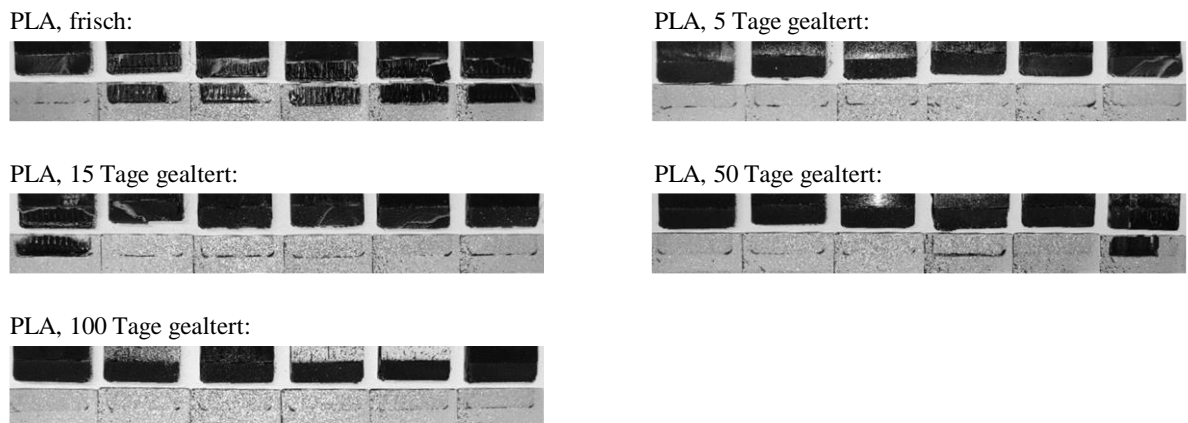 PLA, frisch:
PLA, 5 Tage gealtert:
PLA, 15 Tage gealtert:
PLA, 50 Tage gealtert:
PLA, 100 Tage gealtert: